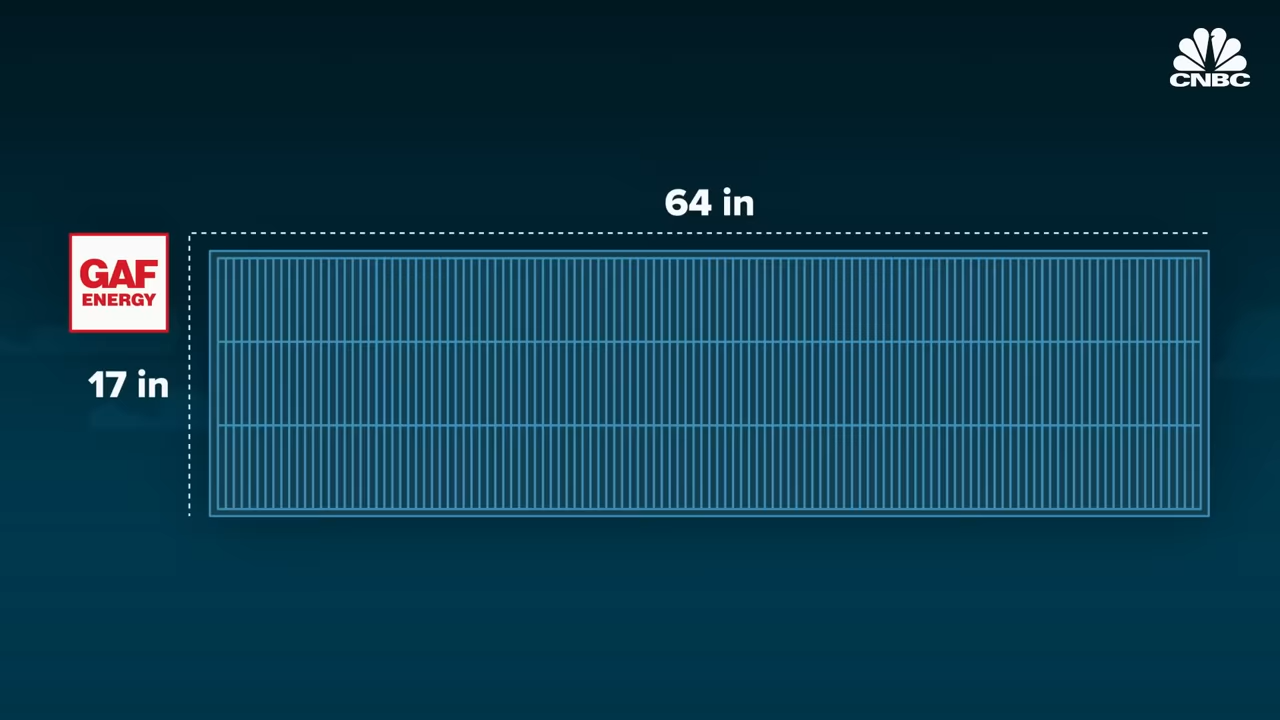 CNBC
64 in
GAF
ENERGY
17 in